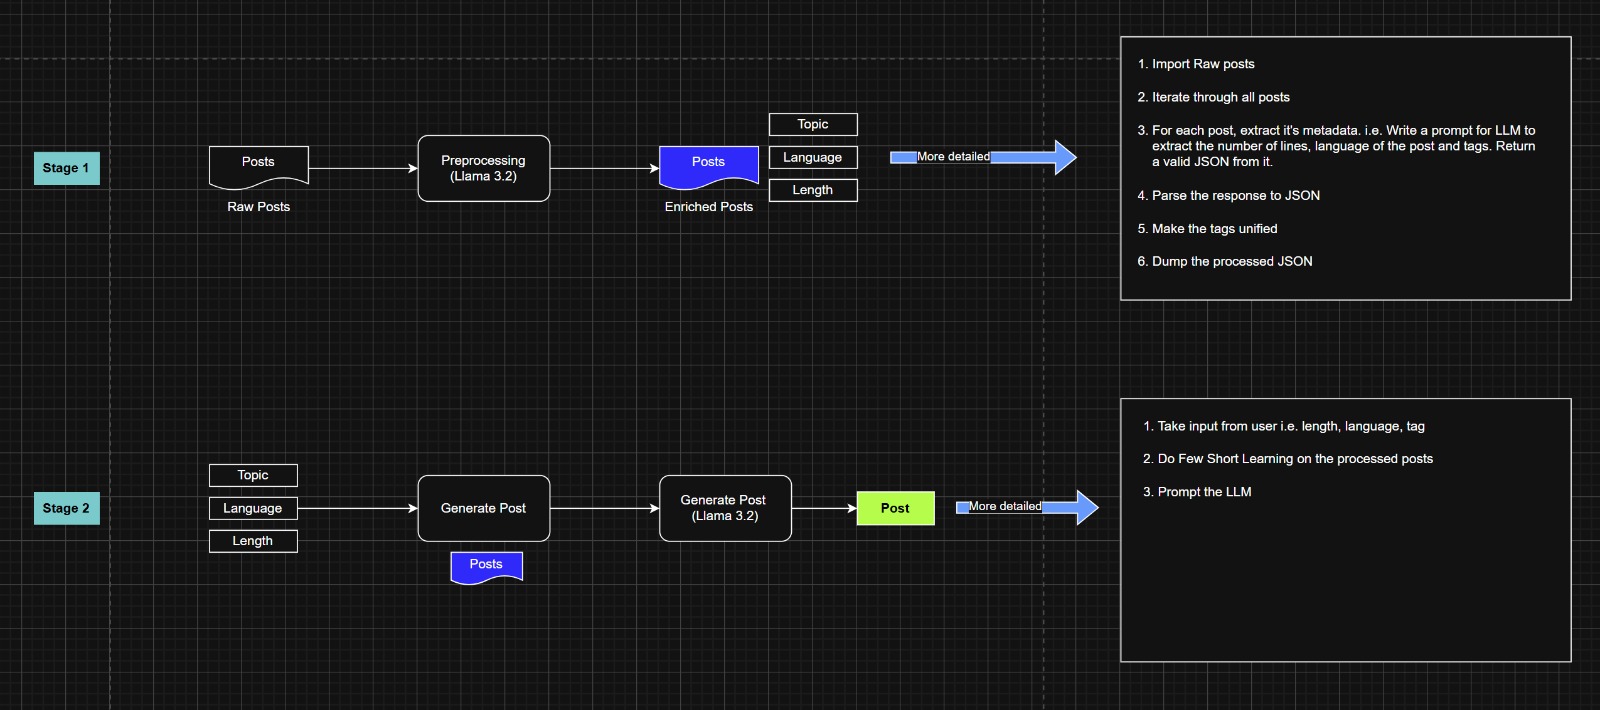 Stage 1
Posts
Raw Posts
Preprocessing
(Llama 3.2)
Posts
Enriched Posts
Topic
Language
Length
More detailed
1. Import Raw posts
2. Iterate through all posts
3. For each post, extract it's metadata. i.e. Write a prompt for LLM to
extract the number of lines, language of the post and tags. Return
a valid JSON from it.
4. Parse the response to JSON
5. Make the tags unified
6. Dump the processed JSON
Stage 2
Topic
Language
Length
Generate Post
Posts
Generate Post
(Llama 3.2)
Post
More detailed
1. Take input from user i.e. length, language, tag
2. Do Few Short Learning on the processed posts
3. Prompt the LLM